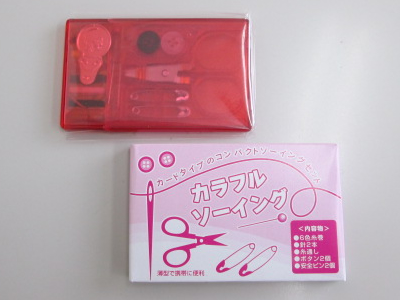 カードタイプのコンパクトソーイングセット
カラフル
ソーイング
<内容物>
●6色糸巻
●針2本
●糸通し
●ボタン2個
●安全ピン2個
薄型で携帯に便利